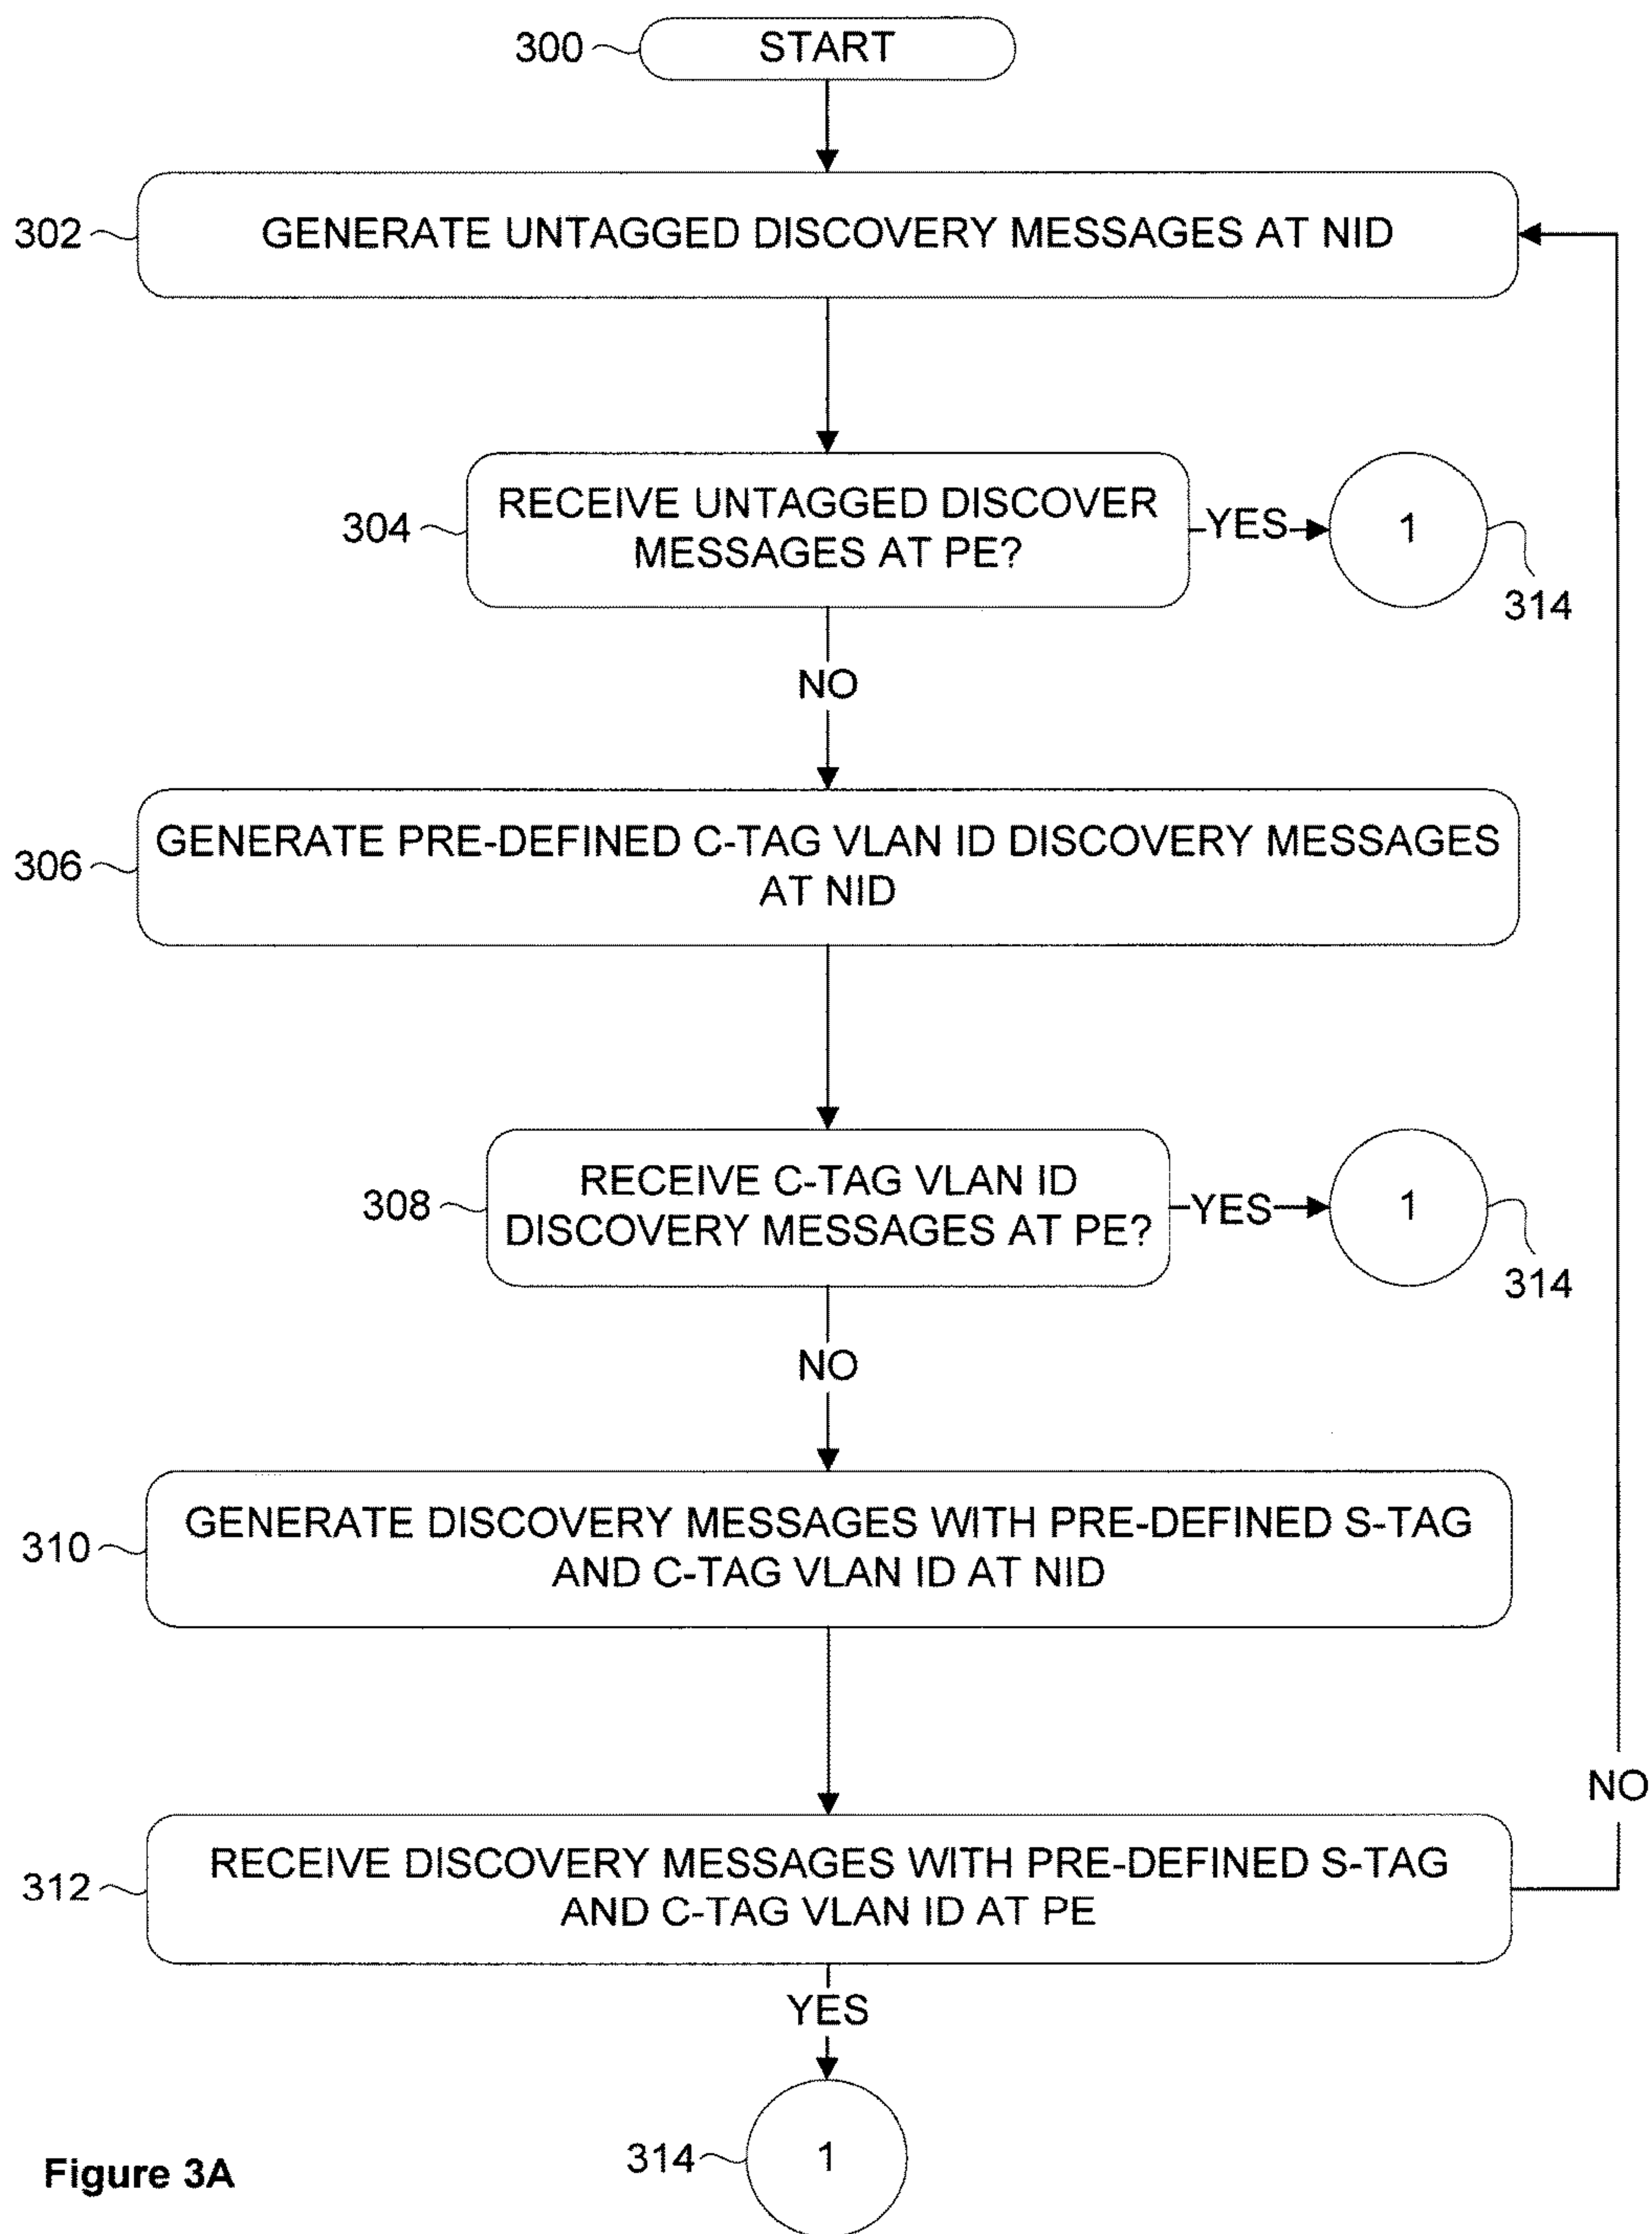 300
START
302
GENERATE UNTAGGED DISCOVERY MESSAGES AT NID
304
RECEIVE UNTAGGED DISCOVER
MESSAGES AT PE?
YES
1
314
NO
306
GENERATE PRE-DEFINED C-TAG VLAN ID DISCOVERY MESSAGES
AT NID
308
RECEIVE C-TAG VLAN ID
DISCOVERY MESSAGES AT PE?
YES
1
314
NO
310
GENERATE DISCOVERY MESSAGES WITH PRE-DEFINED S-TAG
AND C-TAG VLAN ID AT NID
NO
312
RECEIVE DISCOVERY MESSAGES WITH PRE-DEFINED S-TAG
AND C-TAG VLAN ID AT PE
YES
314
1
Figure 3A